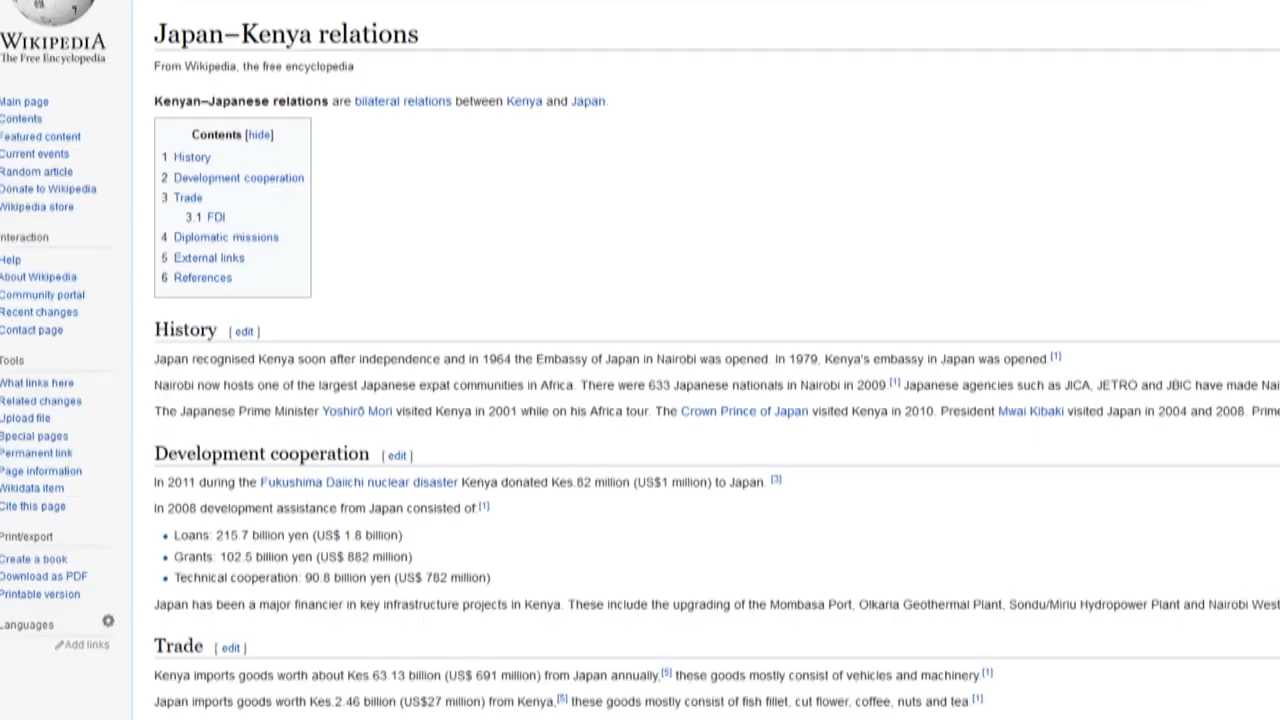 WIKIPEDIA
The Free Encyclopedia
Main page
Contents
Featured content
Current events
Random article
Donate to Wikipedia
Wikipedia store
Interaction
Help
About Wikipedia
Community portal
Recent changes
Contact page
Tools
What links here
Related changes
Upload file
Special pages
Permanent link
Page information
Wikidata item
Cite this page
Print/export
Create a book
Download as PDF
Printable version
Languages
Add links
Japan–Kenya relations
From Wikipedia, the free encyclopedia
Kenyan–Japanese relations are bilateral relations between Kenya and Japan.
Contents [hide]
1 History
2 Development cooperation
3 Trade
3.1 FDI
4 Diplomatic missions
5 External links
6 References
History [ edit ]
Japan recognised Kenya soon after independence and in 1964 the Embassy of Japan in Nairobi was opened. In 1979, Kenya's embassy in Japan was opened.[1]
Nairobi now hosts one of the largest Japanese expat communities in Africa. There were 633 Japanese nationals in Nairobi in 2009.[1] Japanese agencies such as JICA, JETRO and JBIC have made Nai
The Japanese Prime Minister Yoshirō Mori visited Kenya in 2001 while on his Africa tour. The Crown Prince of Japan visited Kenya in 2010. President Mwai Kibaki visited Japan in 2004 and 2008. Prime
Development cooperation [ edit ]
In 2011 during the Fukushima Daiichi nuclear disaster Kenya donated Kes.82 million (US$1 million) to Japan. [3]
In 2008 development assistance from Japan consisted of:[1]
• Loans: 215.7 billion yen (US$ 1.8 billion)
• Grants: 102.5 billion yen (US$ 882 million)
• Technical cooperation: 90.8 billion yen (US$ 782 million)
Japan has been a major financier in key infrastructure projects in Kenya. These include the upgrading of the Mombasa Port, Olkaria Geothermal Plant, Sondu/Miriu Hydropower Plant and Nairobi West
Trade [ edit ]
Kenya imports goods worth about Kes.63.13 billion (US$ 691 million) from Japan annually,[5] these goods mostly consist of vehicles and machinery.[1]
Japan imports goods worth Kes.2.46 billion (US$27 million) from Kenya,[5] these goods mostly consist of fish fillet, cut flower, coffee, nuts and tea.[1]